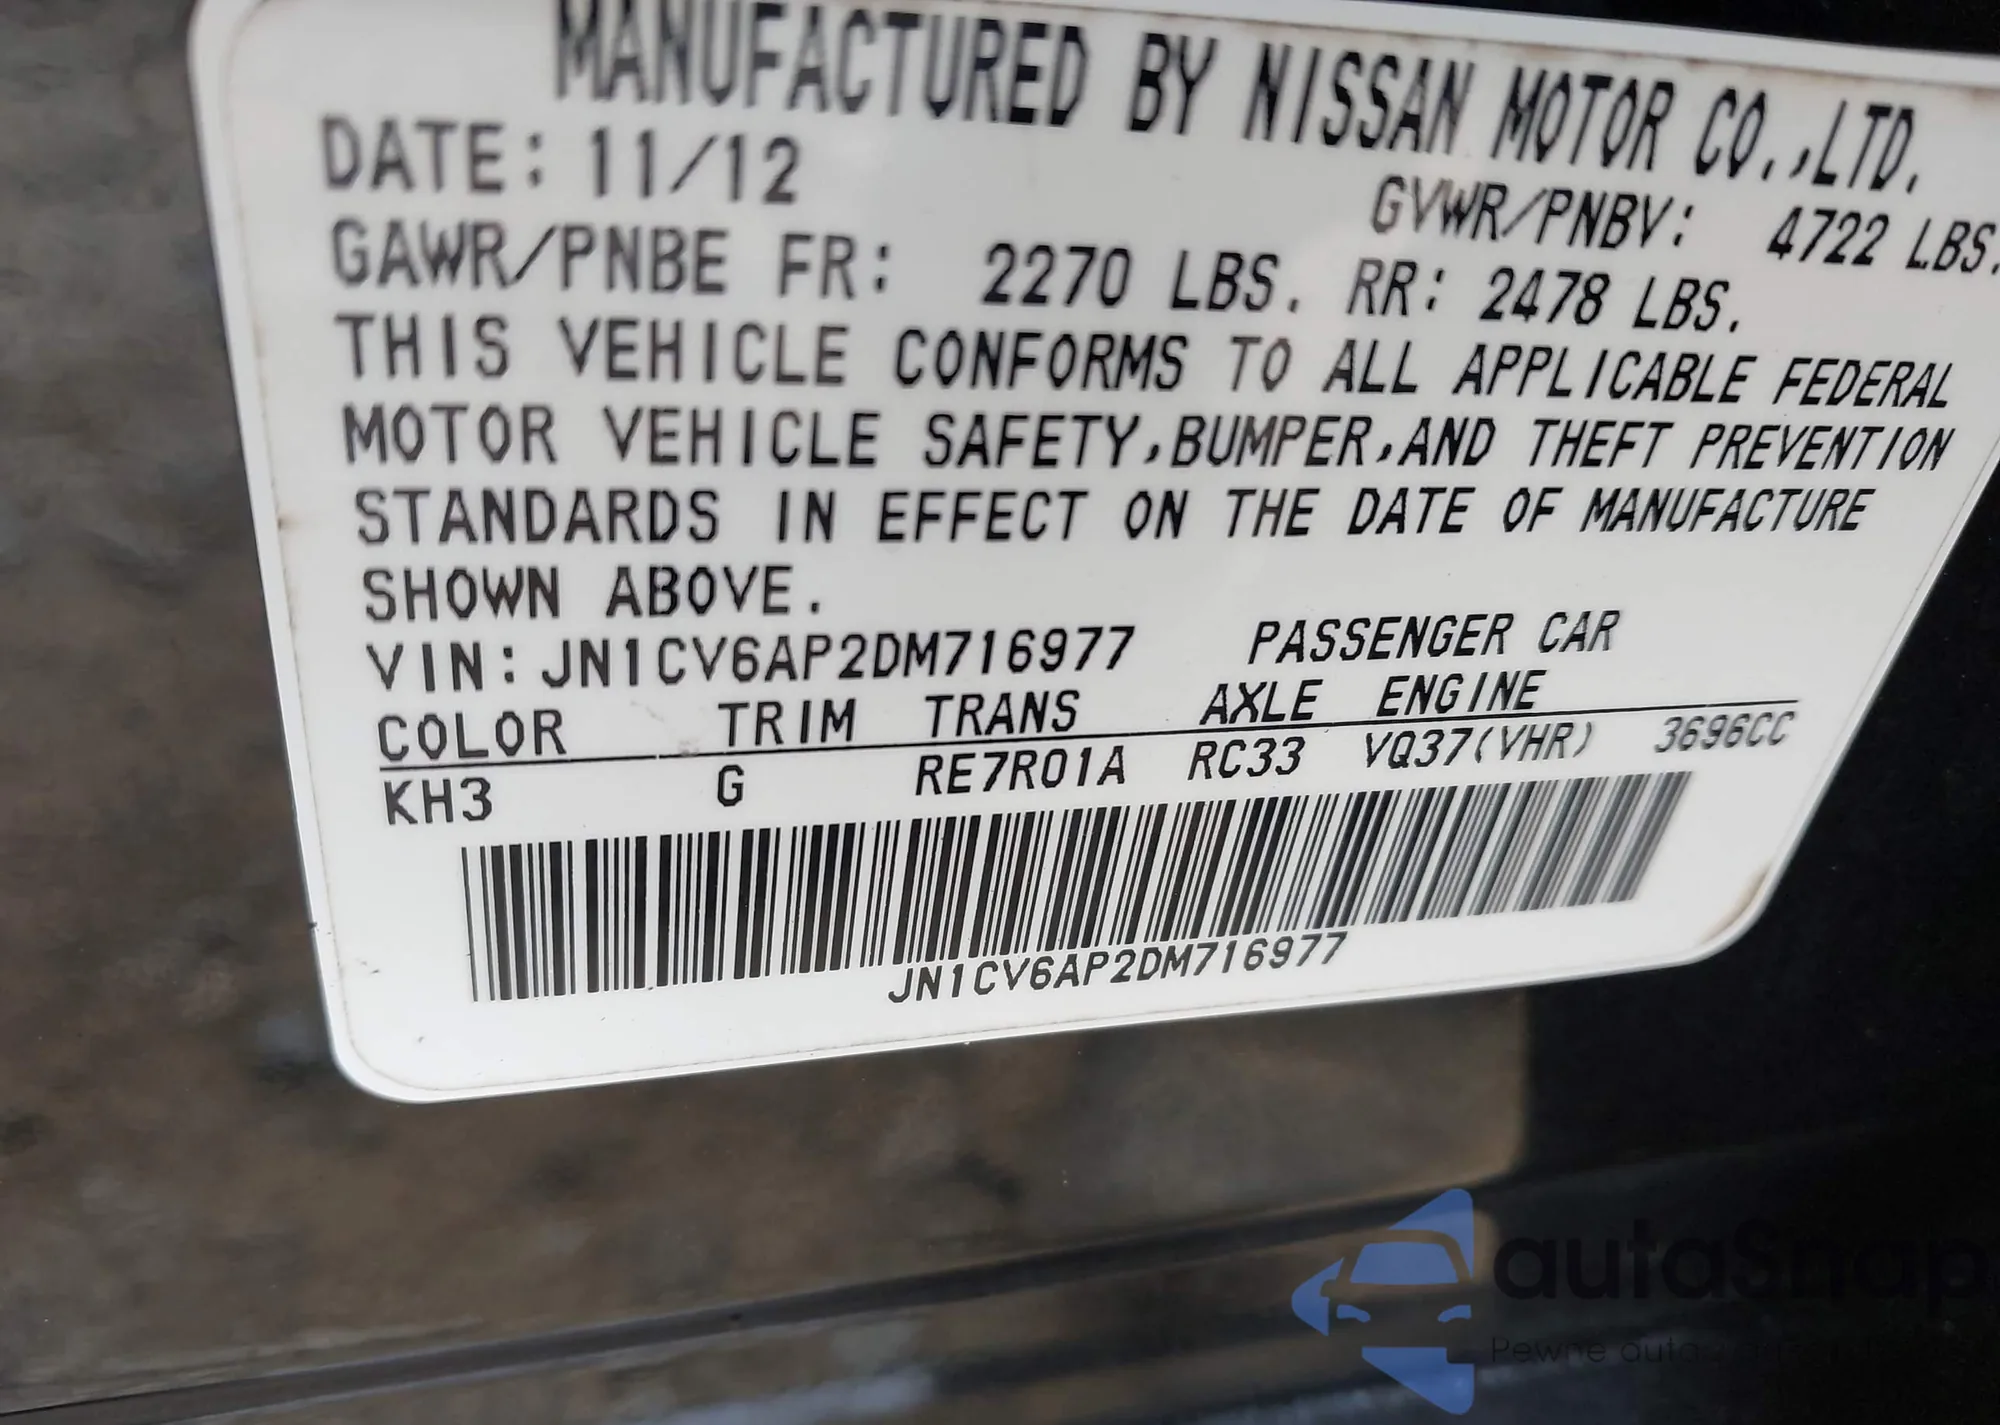 MANUFACTURED BY NISSAN MOTOR CO.,LTD.
DATE: 11/12 GVWR/PNBV: 4722 LBS.
GAWR/PNBE FR: 2270 LBS. RR: 2478 LBS.
THIS VEHICLE CONFORMS TO ALL APPLICABLE FEDERAL
MOTOR VEHICLE SAFETY,BUMPER,AND THEFT PREVENTION
STANDARDS IN EFFECT ON THE DATE OF MANUFACTURE
SHOWN ABOVE.
VIN:JN1CV6AP2DM716977 PASSENGER CAR
COLOR TRIM TRANS AXLE ENGINE
KH3 G RE7R01A RC33 VQ37(VHR) 3696CC
JN1CV6AP2DM716977
autoSnap
Pewne